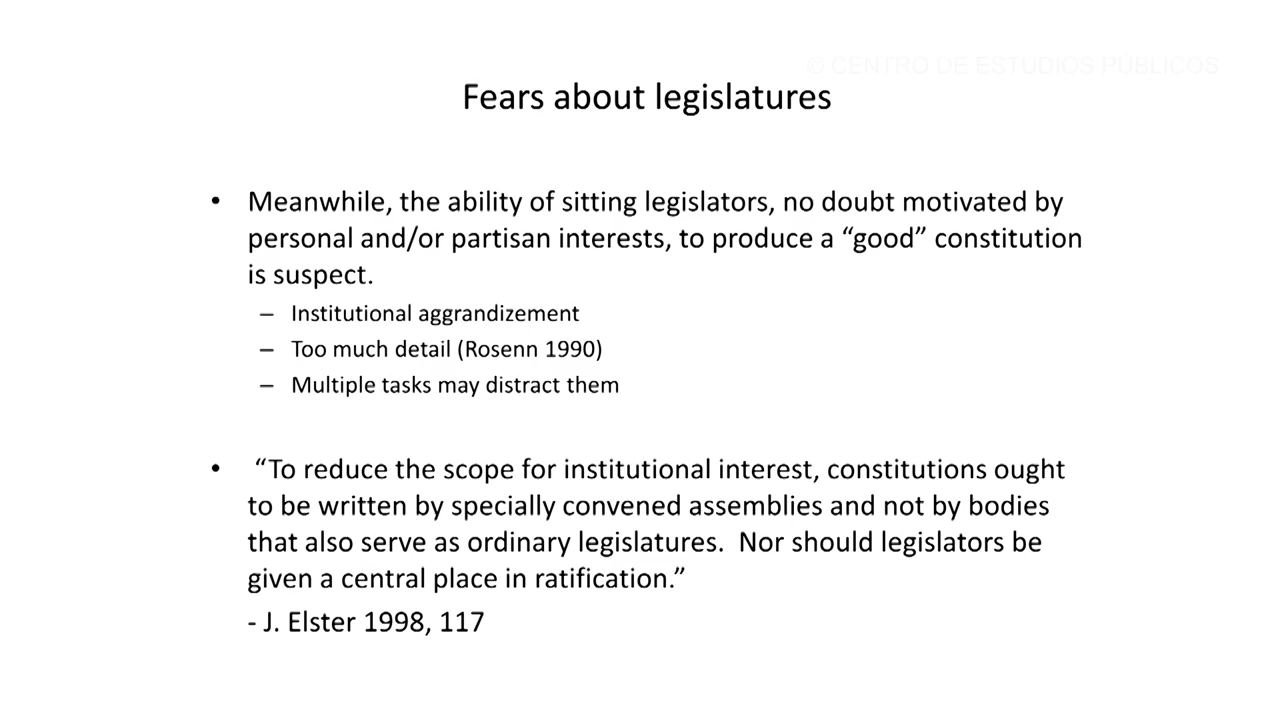 © CENTRO DE ESTUDIOS PÚBLICOS
Fears about legislatures
• Meanwhile, the ability of sitting legislators, no doubt motivated by
personal and/or partisan interests, to produce a “good” constitution
is suspect.
– Institutional aggrandizement
– Too much detail (Rosenn 1990)
– Multiple tasks may distract them
• “To reduce the scope for institutional interest, constitutions ought
to be written by specially convened assemblies and not by bodies
that also serve as ordinary legislatures.  Nor should legislators be
given a central place in ratification.”
- J. Elster 1998, 117